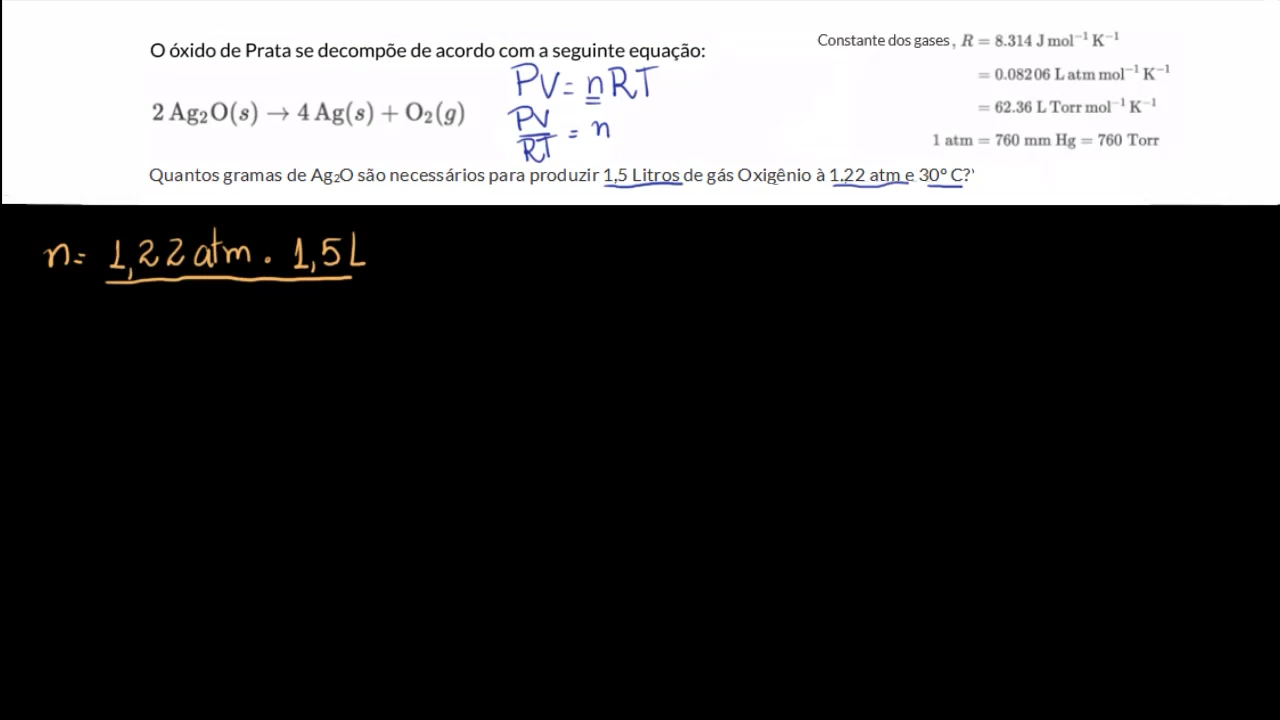 O óxido de Prata se decompõe de acordo com a seguinte equação:
Constante dos gases, R = 8.314 J mol⁻¹ K⁻¹
= 0.08206 L atm mol⁻¹ K⁻¹
= 62.36 L Torr mol⁻¹ K⁻¹
1 atm = 760 mm Hg = 760 Torr
PV = nRT
2 Ag₂O(s) → 4 Ag(s) + O₂(g)
PV/RT = n
Quantos gramas de Ag₂O são necessários para produzir 1,5 Litros de gás Oxigênio à 1.22 atm e 30° C?'
n = 1,22 atm . 1,5 L